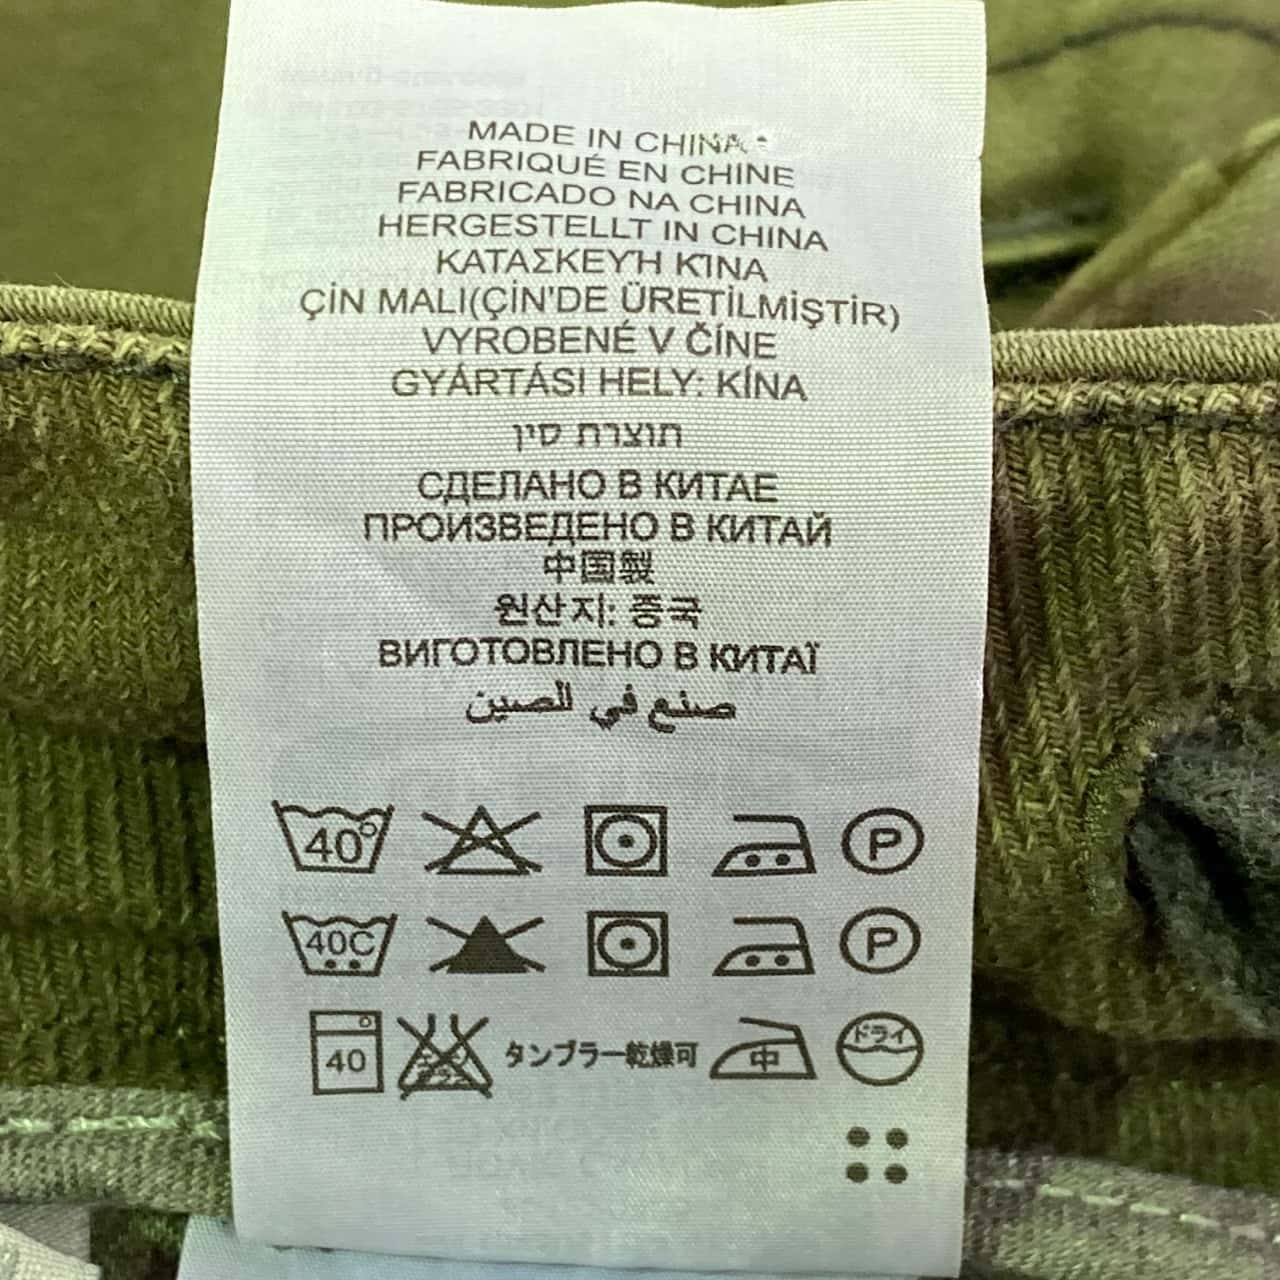 MADE IN CHINA
FABRIQUÉ EN CHINE
FABRICADO NA CHINA
HERGESTELLT IN CHINA
ΚΑΤΑΣΚΕΥΉ ΚΊΝΑ
ÇİN MALI(ÇİN'DE ÜRETİLMİŞTİR)
VYROBENÉ V ČÍNE
GYÁRTÁSI HELY: KÍNA
תוצרת סין
СДЕЛАНО В КИТАЕ
ПРОИЗВЕДЕНО В КИТАЙ
中国製
원산지: 중국
ВИГОТОВЛЕНО В КИТАЇ
صنع في للصين
40° P
40C P
40 タンブラー乾燥可 中 ドライ